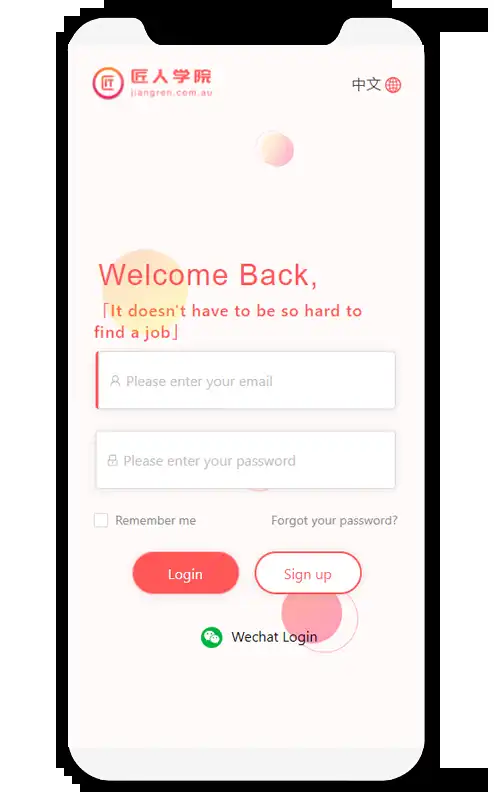 匠人学院
jiangren.com.au
中文
Welcome Back,
「It doesn't have to be so hard to
find a job」
Please enter your email
Please enter your password
Remember me
Forgot your password?
Login
Sign up
Wechat Login